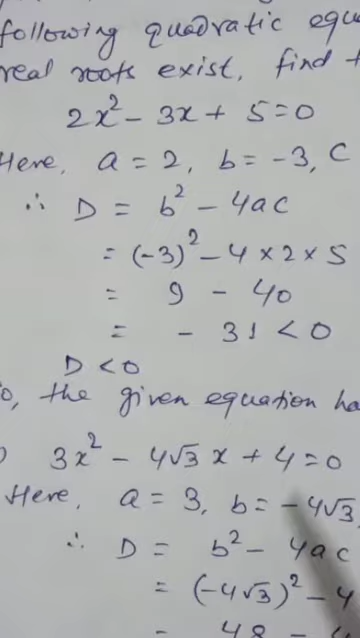 following quadratic equa
real roots exist, find t
2x² - 3x + 5 = 0
Here, a = 2, b = -3, C
∴ D = b² - 4ac
= (-3)² - 4 × 2 × 5
= 9 - 40
= - 31 < 0
D < 0
, the given equation ha
) 3x² - 4√3 x + 4 = 0
Here, a = 3, b = -4√3
∴ D = b² - 4ac
= (-4√3)² - 4
= 48 -